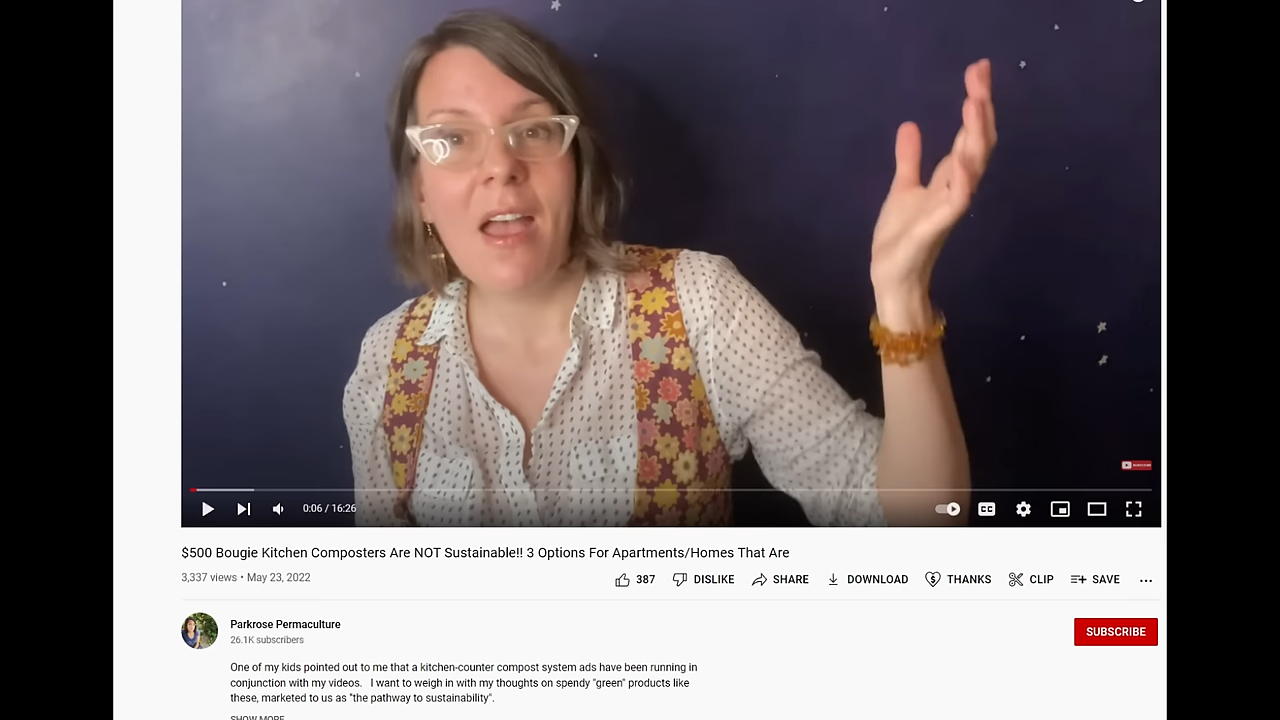 0:06 / 16:26
CC
$500 Bougie Kitchen Composters Are NOT Sustainable!! 3 Options For Apartments/Homes That Are
3,337 views • May 23, 2022
387 DISLIKE SHARE DOWNLOAD THANKS CLIP SAVE
Parkrose Permaculture
26.1K subscribers
SUBSCRIBE
One of my kids pointed out to me that a kitchen-counter compost system ads have been running in
conjunction with my videos. I want to weigh in with my thoughts on spendy "green" products like
these, marketed to us as "the pathway to sustainability".
SHOW MORE